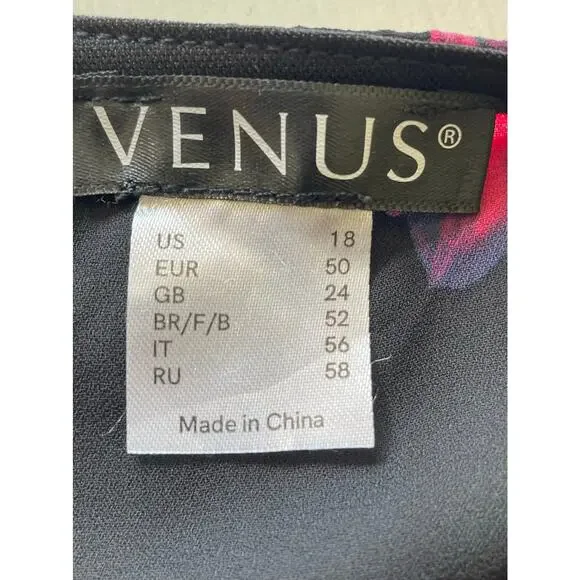 VENUS®
US 18
EUR 50
GB 24
BR/F/B 52
IT 56
RU 58
Made in China